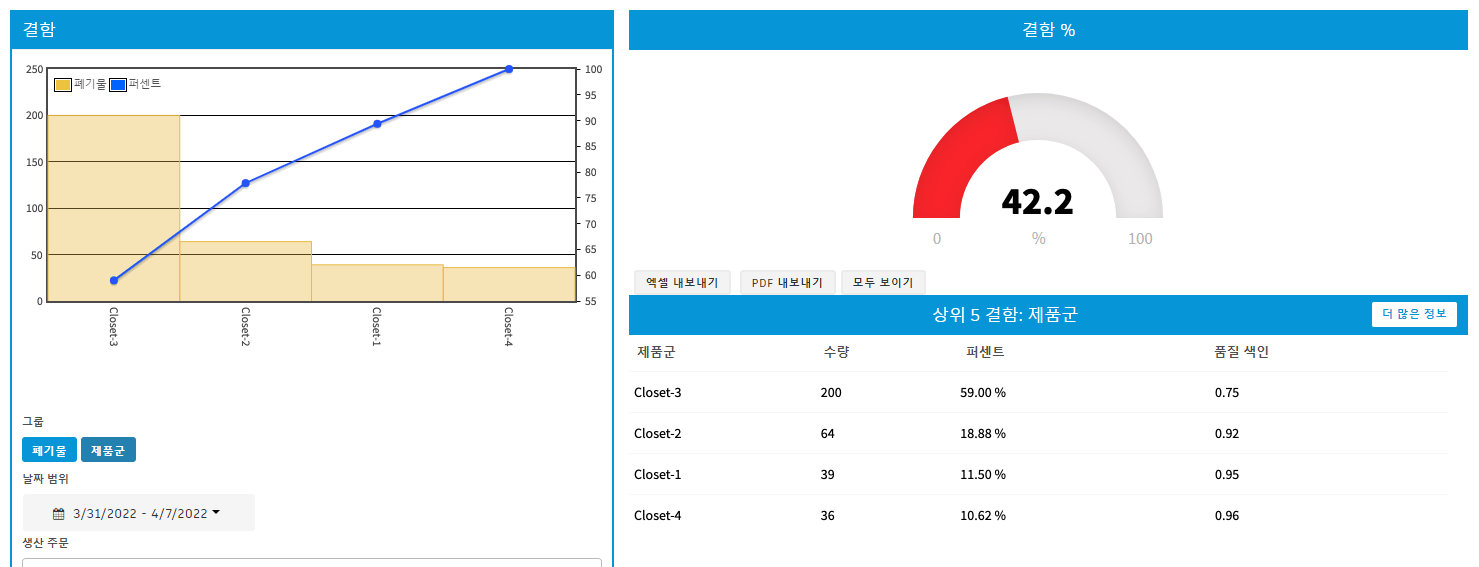 결함
폐기물 퍼센트
250
200
150
100
50
0
100
95
90
85
80
75
70
65
60
55
Closet-3
Closet-2
Closet-1
Closet-4
그룹
폐기물 제품군
날짜 범위
3/31/2022 - 4/7/2022
생산 주문
결함 %
42.2
0 % 100
엑셀 내보내기 PDF 내보내기 모두 보이기
상위 5 결함: 제품군 더 많은 정보
제품군 수량 퍼센트 품질 색인
Closet-3 200 59.00 % 0.75
Closet-2 64 18.88 % 0.92
Closet-1 39 11.50 % 0.95
Closet-4 36 10.62 % 0.96